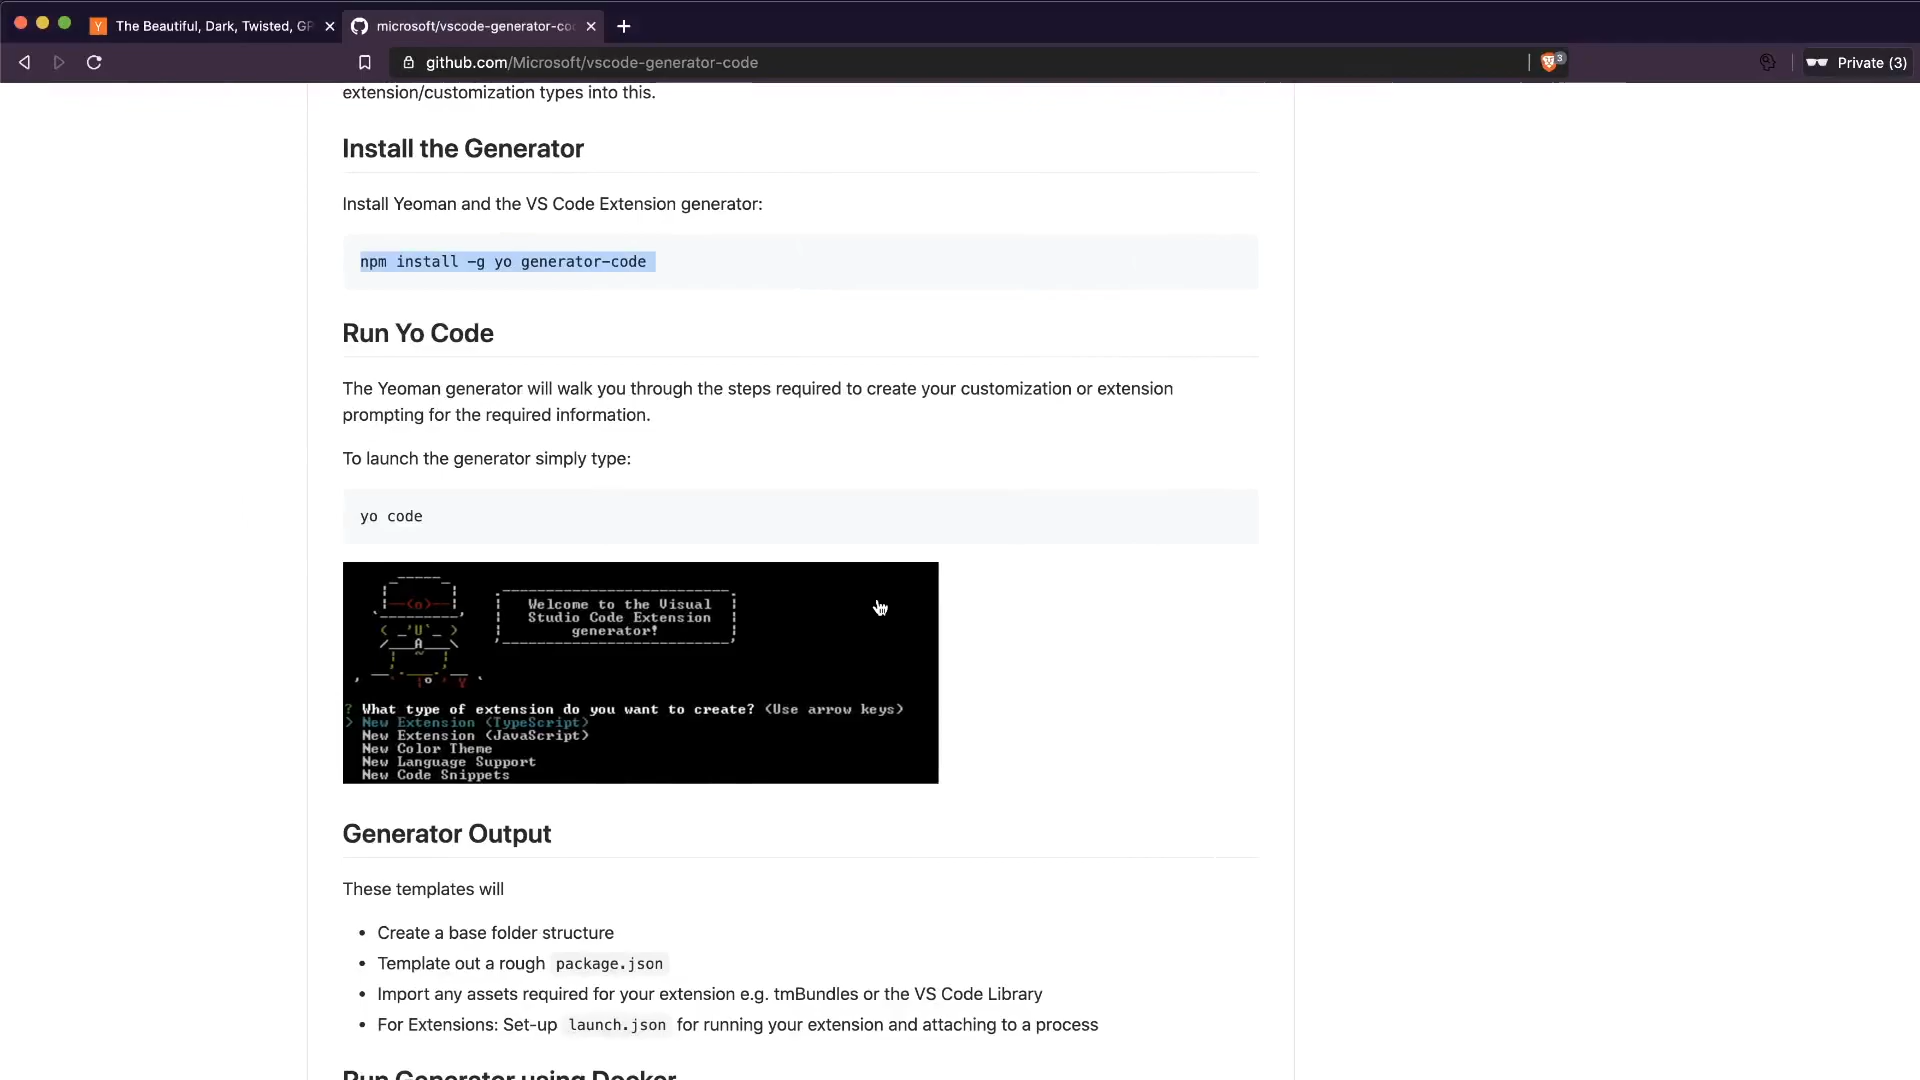 The Beautiful, Dark, Twisted, GP
microsoft/vscode-generator-coo
github.com/Microsoft/vscode-generator-code
3
Private (3)
extension/customization types into this.
Install the Generator
Install Yeoman and the VS Code Extension generator:
npm install -g yo generator-code
Run Yo Code
The Yeoman generator will walk you through the steps required to create your customization or extension
prompting for the required information.
To launch the generator simply type:
yo code
Welcome to the Visual
Studio Code Extension
generator!
? What type of extension do you want to create? (Use arrow keys)
> New Extension (TypeScript)
New Extension (JavaScript)
New Color Theme
New Language Support
New Code Snippets
Generator Output
These templates will
• Create a base folder structure
• Template out a rough package.json
• Import any assets required for your extension e.g. tmBundles or the VS Code Library
• For Extensions: Set-up launch.json for running your extension and attaching to a process
Run Generator using Docker